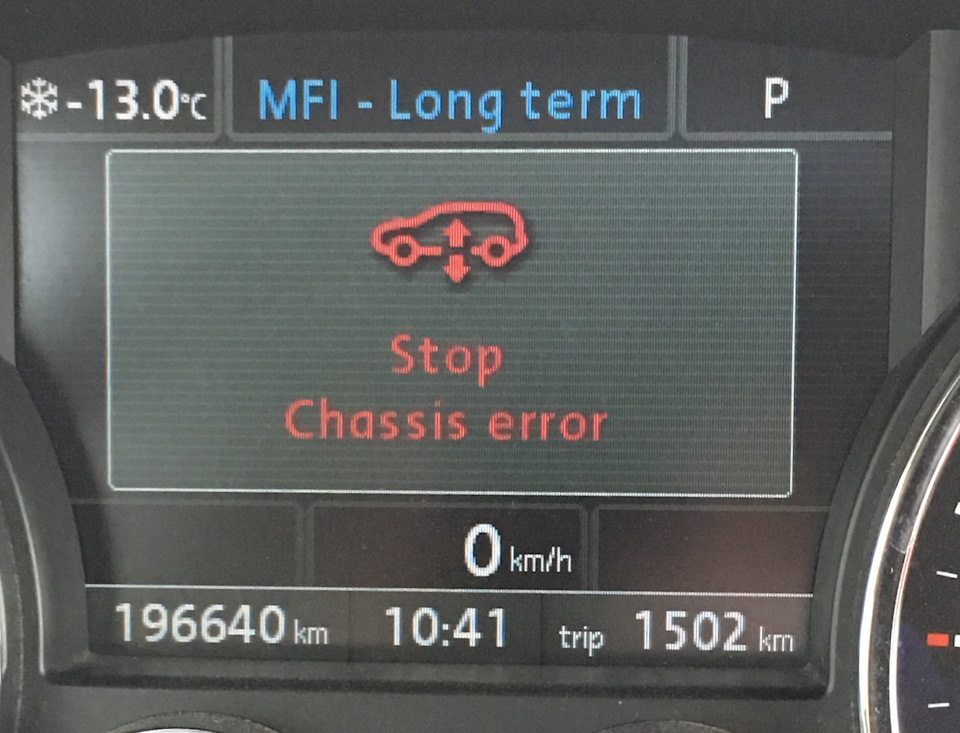 -13.0°C
MFI - Long term
P
Stop
Chassis error
0 km/h
196640 km
10:41
trip 1502 km